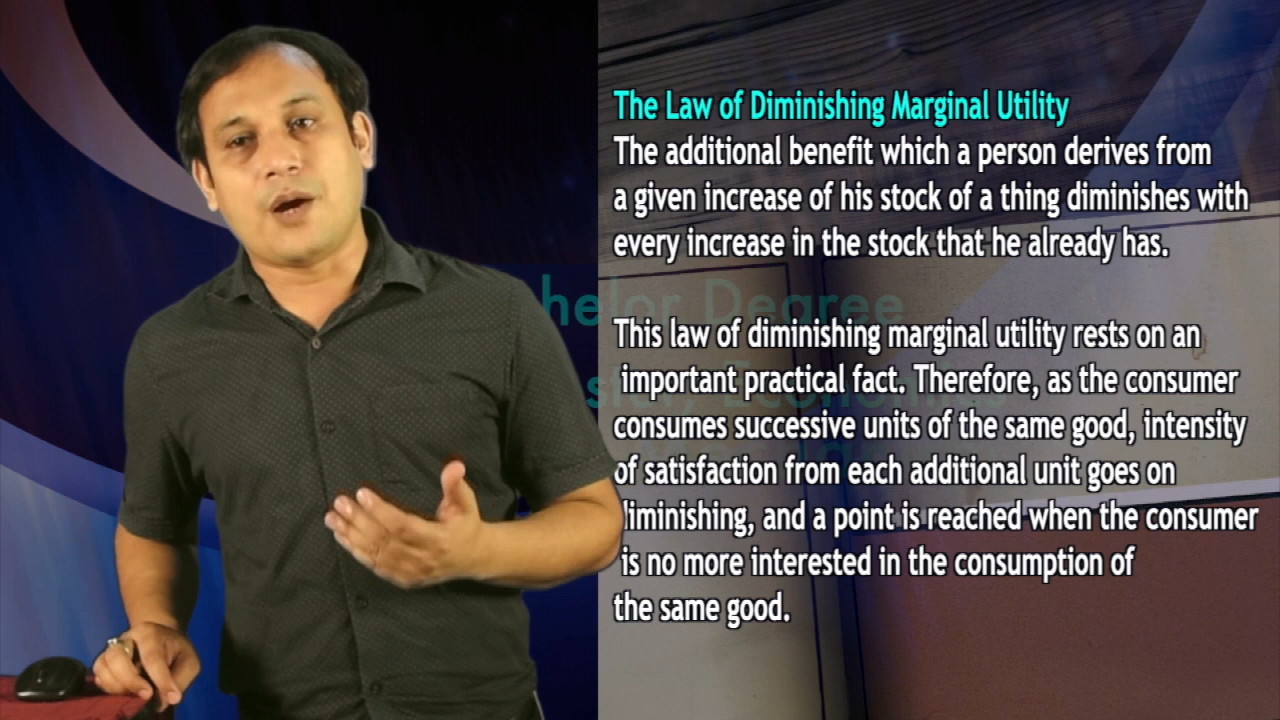 The Law of Diminishing Marginal Utility
The additional benefit which a person derives from
a given increase of his stock of a thing diminishes with
every increase in the stock that he already has.
This law of diminishing marginal utility rests on an
important practical fact. Therefore, as the consumer
consumes successive units of the same good, intensity
of satisfaction from each additional unit goes on
diminishing, and a point is reached when the consumer
is no more interested in the consumption of
the same good.
Degree